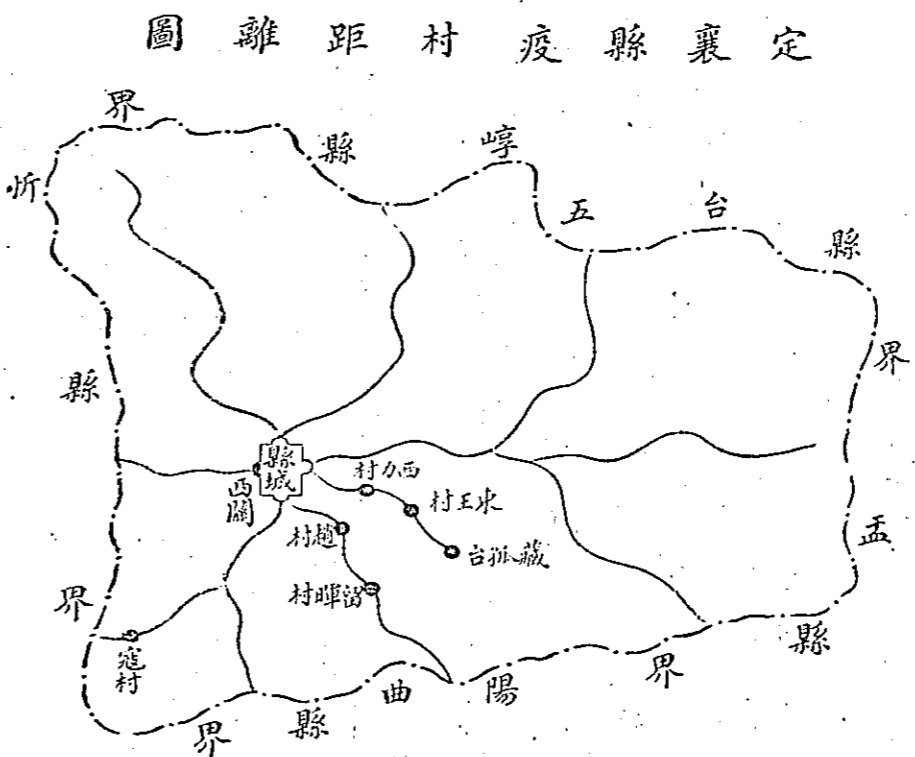 定襄縣疫村距離圖
忻縣界
崞縣界
五台縣界
盂縣界
陽曲縣界
縣城
西關
西力村
東王村
藏孤台
趙村
留暉村
寇村